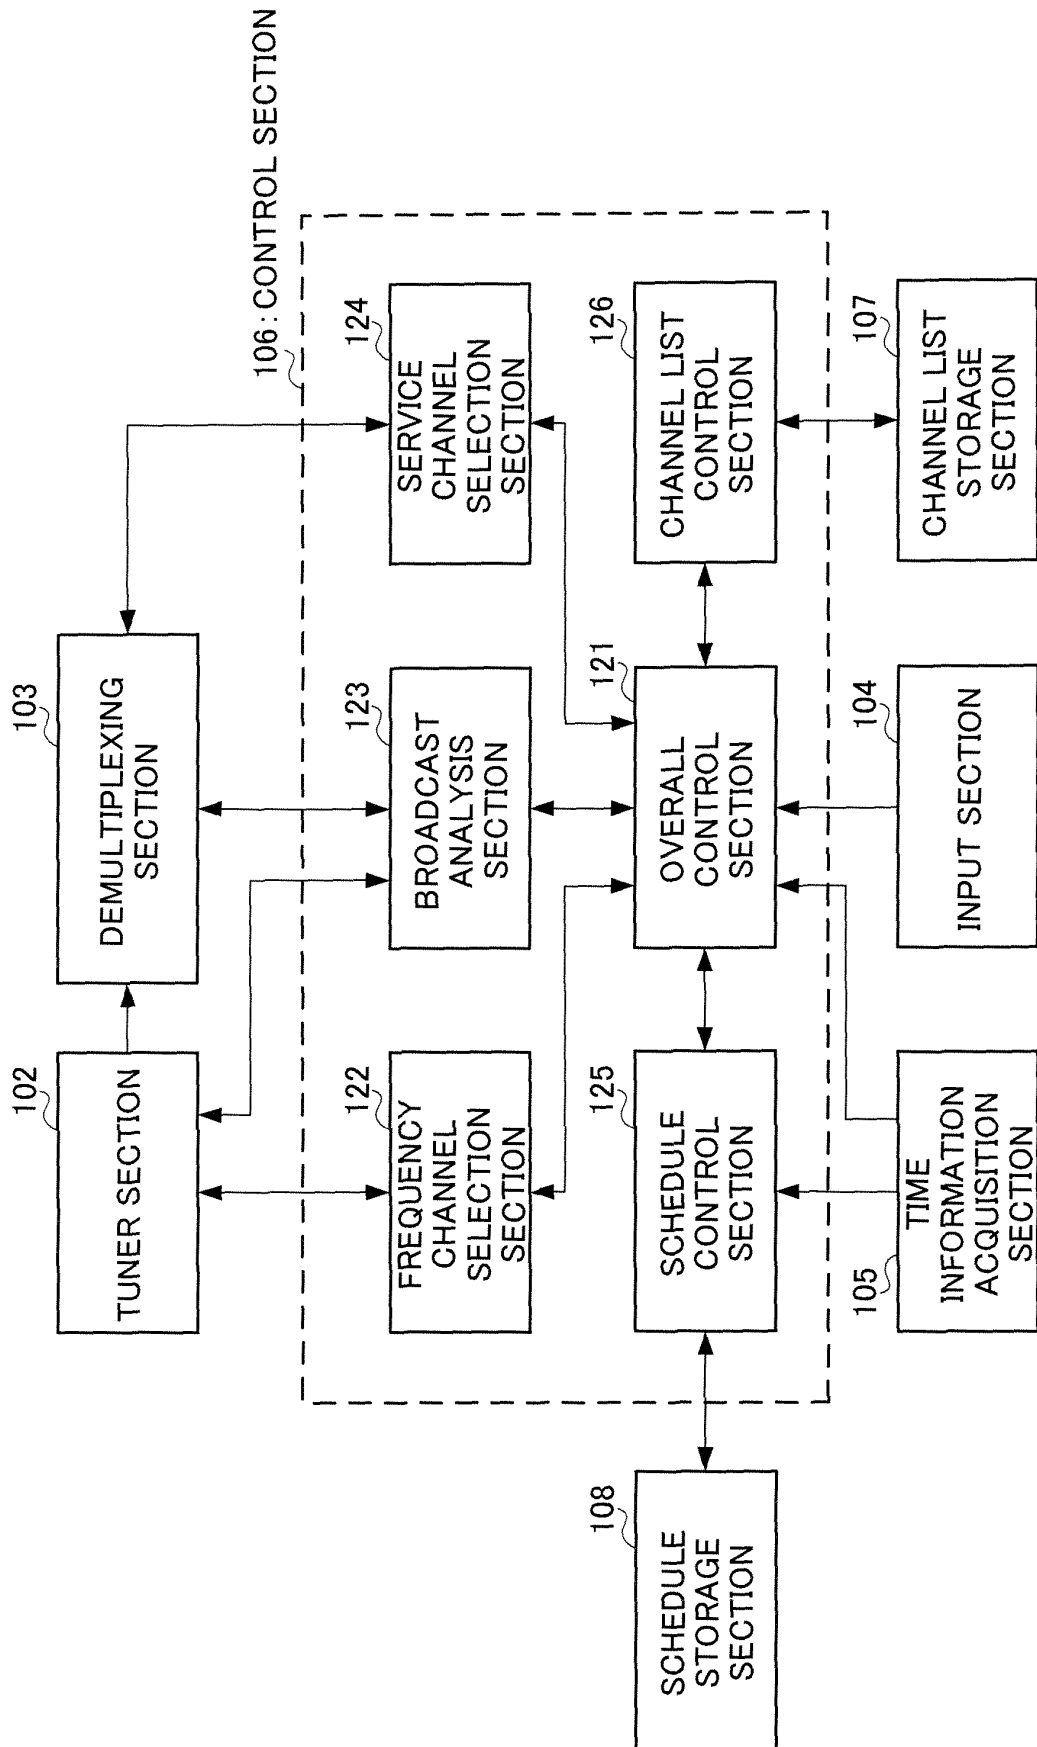 106: CONTROL SECTION
102
TUNER SECTION
103
DEMULTIPLEXING
SECTION
122
FREQUENCY
CHANNEL
SELECTION
SECTION
123
BROADCAST
ANALYSIS
SECTION
124
SERVICE
CHANNEL
SELECTION
SECTION
108
SCHEDULE
STORAGE
SECTION
125
SCHEDULE
CONTROL
SECTION
121
OVERALL
CONTROL
SECTION
126
CHANNEL LIST
CONTROL
SECTION
105
TIME
INFORMATION
ACQUISITION
SECTION
104
INPUT SECTION
107
CHANNEL LIST
STORAGE
SECTION